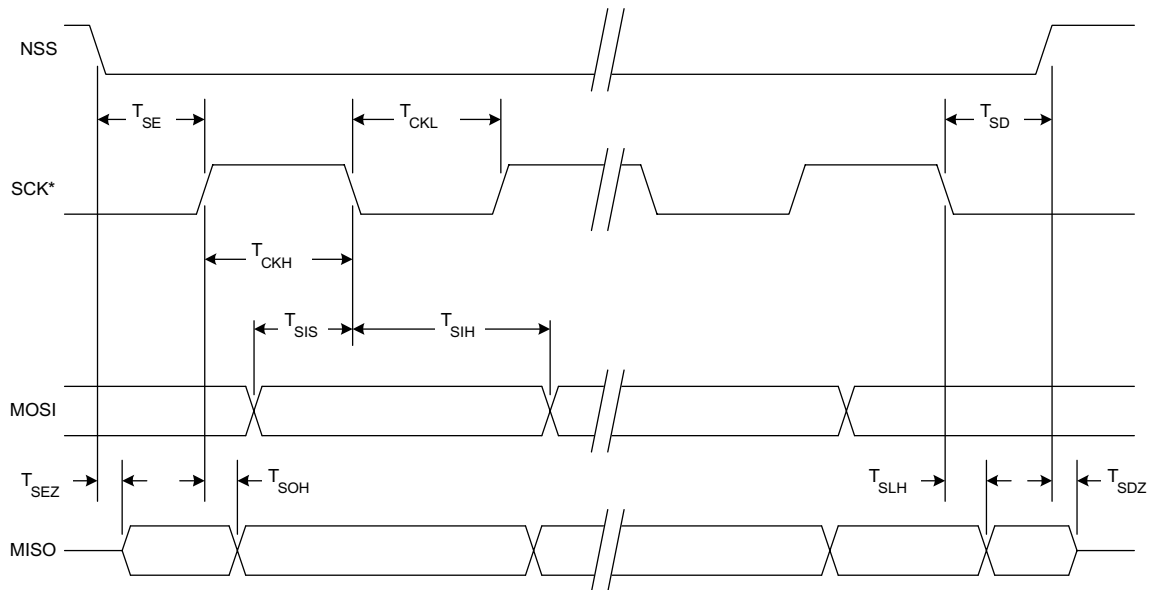 NSS
T_SE
T_CKL
T_SD
SCK*
T_CKH
T_SIS
T_SIH
MOSI
T_SEZ
T_SOH
T_SLH
T_SDZ
MISO